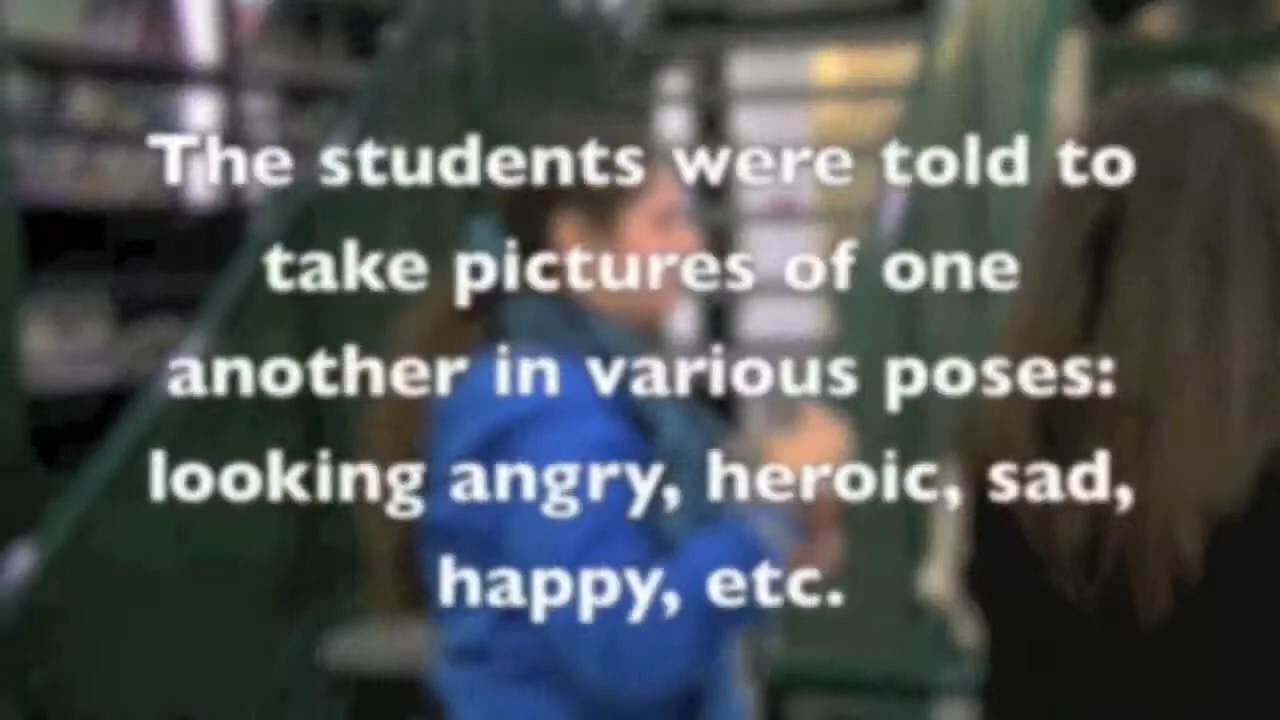 The students were told to
take pictures of one
another in various poses:
looking angry, heroic, sad,
happy, etc.